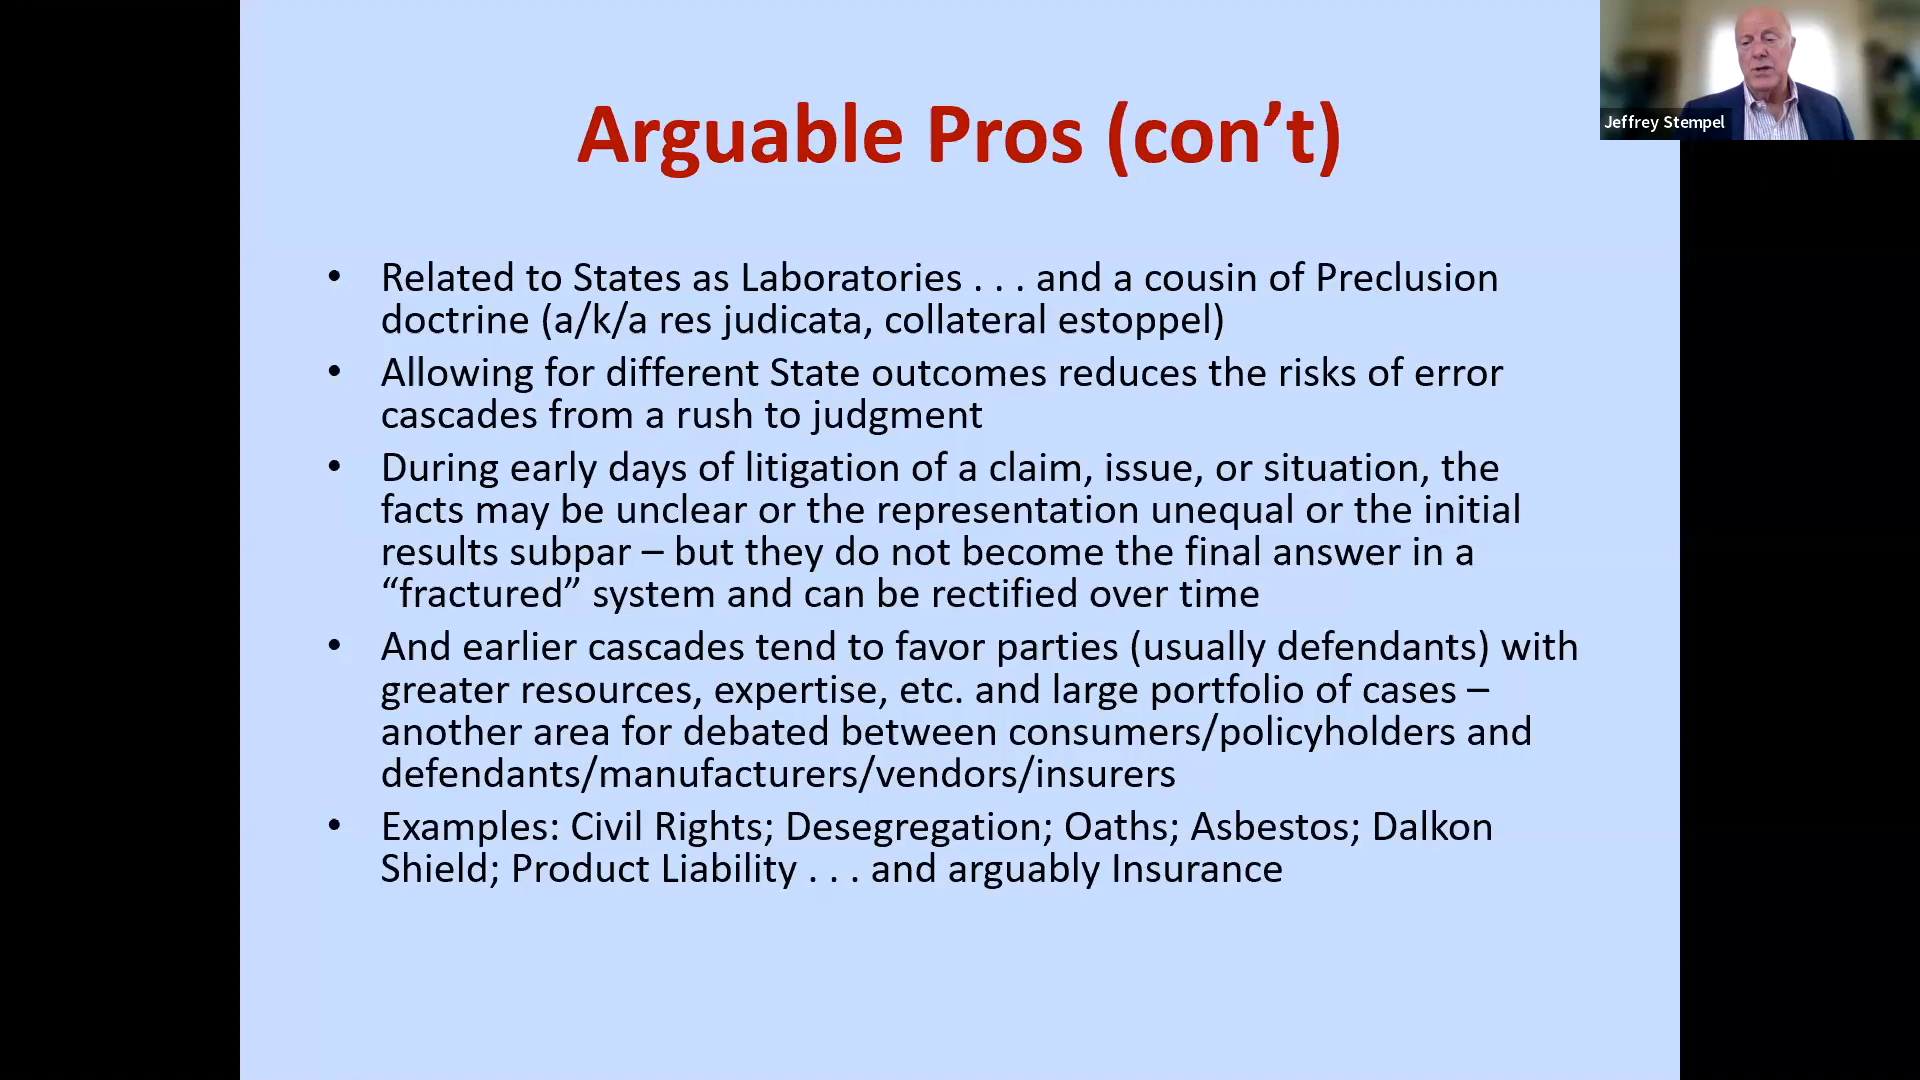 Arguable Pros (con’t)
Jeffrey Stempel
• Related to States as Laboratories . . . and a cousin of Preclusion
doctrine (a/k/a res judicata, collateral estoppel)
• Allowing for different State outcomes reduces the risks of error
cascades from a rush to judgment
• During early days of litigation of a claim, issue, or situation, the
facts may be unclear or the representation unequal or the initial
results subpar – but they do not become the final answer in a
“fractured” system and can be rectified over time
• And earlier cascades tend to favor parties (usually defendants) with
greater resources, expertise, etc. and large portfolio of cases –
another area for debated between consumers/policyholders and
defendants/manufacturers/vendors/insurers
• Examples: Civil Rights; Desegregation; Oaths; Asbestos; Dalkon
Shield; Product Liability . . . and arguably Insurance